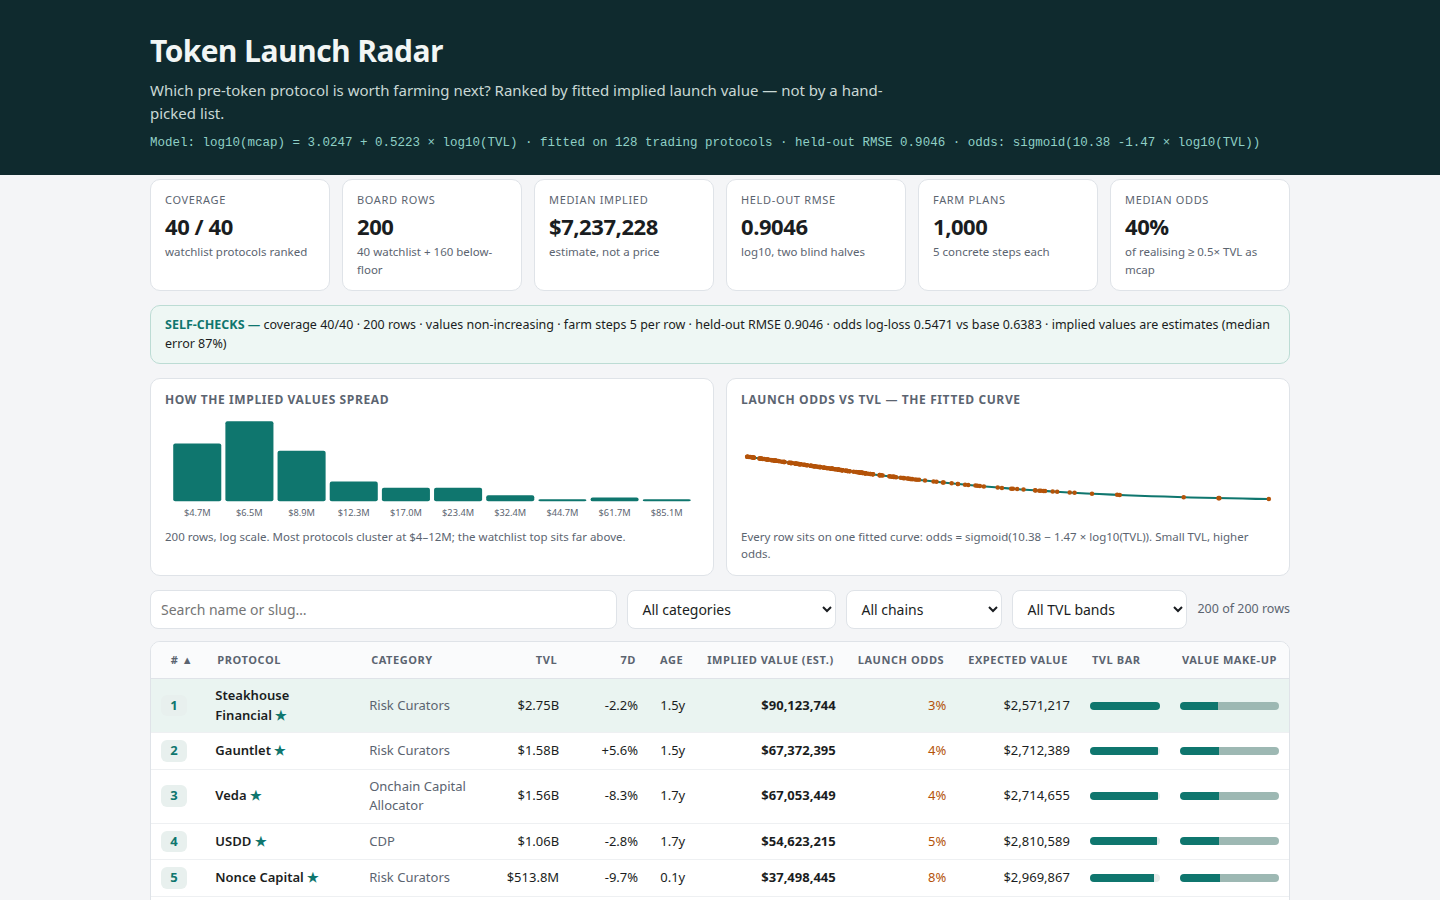 Token Launch Radar
Which pre-token protocol is worth farming next? Ranked by fitted implied launch value — not by a hand-
picked list.
Model: log10(mcap) = 3.0247 + 0.5223 × log10(TVL) · fitted on 128 trading protocols · held-out RMSE 0.9046 · odds: sigmoid(10.38 -1.47 × log10(TVL))
COVERAGE
40 / 40
watchlist protocols ranked
BOARD ROWS
200
40 watchlist + 160 below-
floor
MEDIAN IMPLIED
$7,237,228
estimate, not a price
HELD-OUT RMSE
0.9046
log10, two blind halves
FARM PLANS
1,000
5 concrete steps each
MEDIAN ODDS
40%
of realising ≥ 0.5× TVL as
mcap
SELF-CHECKS — coverage 40/40 · 200 rows · values non-increasing · farm steps 5 per row · held-out RMSE 0.9046 · odds log-loss 0.5471 vs base 0.6383 · implied values are estimates (median
error 87%)
HOW THE IMPLIED VALUES SPREAD
$4.7M $6.5M $8.9M $12.3M $17.0M $23.4M $32.4M $44.7M $61.7M $85.1M
200 rows, log scale. Most protocols cluster at $4–12M; the watchlist top sits far above.
LAUNCH ODDS VS TVL — THE FITTED CURVE
Every row sits on one fitted curve: odds = sigmoid(10.38 − 1.47 × log10(TVL)). Small TVL, higher
odds.
Search name or slug...
All categories
All chains
All TVL bands
200 of 200 rows
# ▲ PROTOCOL CATEGORY TVL 7D AGE IMPLIED VALUE (EST.) LAUNCH ODDS EXPECTED VALUE TVL BAR VALUE MAKE-UP
1 Steakhouse Financial ★ Risk Curators $2.75B -2.2% 1.5y $90,123,744 3% $2,571,217
2 Gauntlet ★ Risk Curators $1.58B +5.6% 1.5y $67,372,395 4% $2,712,389
3 Veda ★ Onchain Capital Allocator $1.56B -8.3% 1.7y $67,053,449 4% $2,714,655
4 USDD ★ CDP $1.06B -2.8% 1.7y $54,623,215 5% $2,810,589
5 Nonce Capital ★ Risk Curators $513.8M -9.7% 0.1y $37,498,445 8% $2,969,867